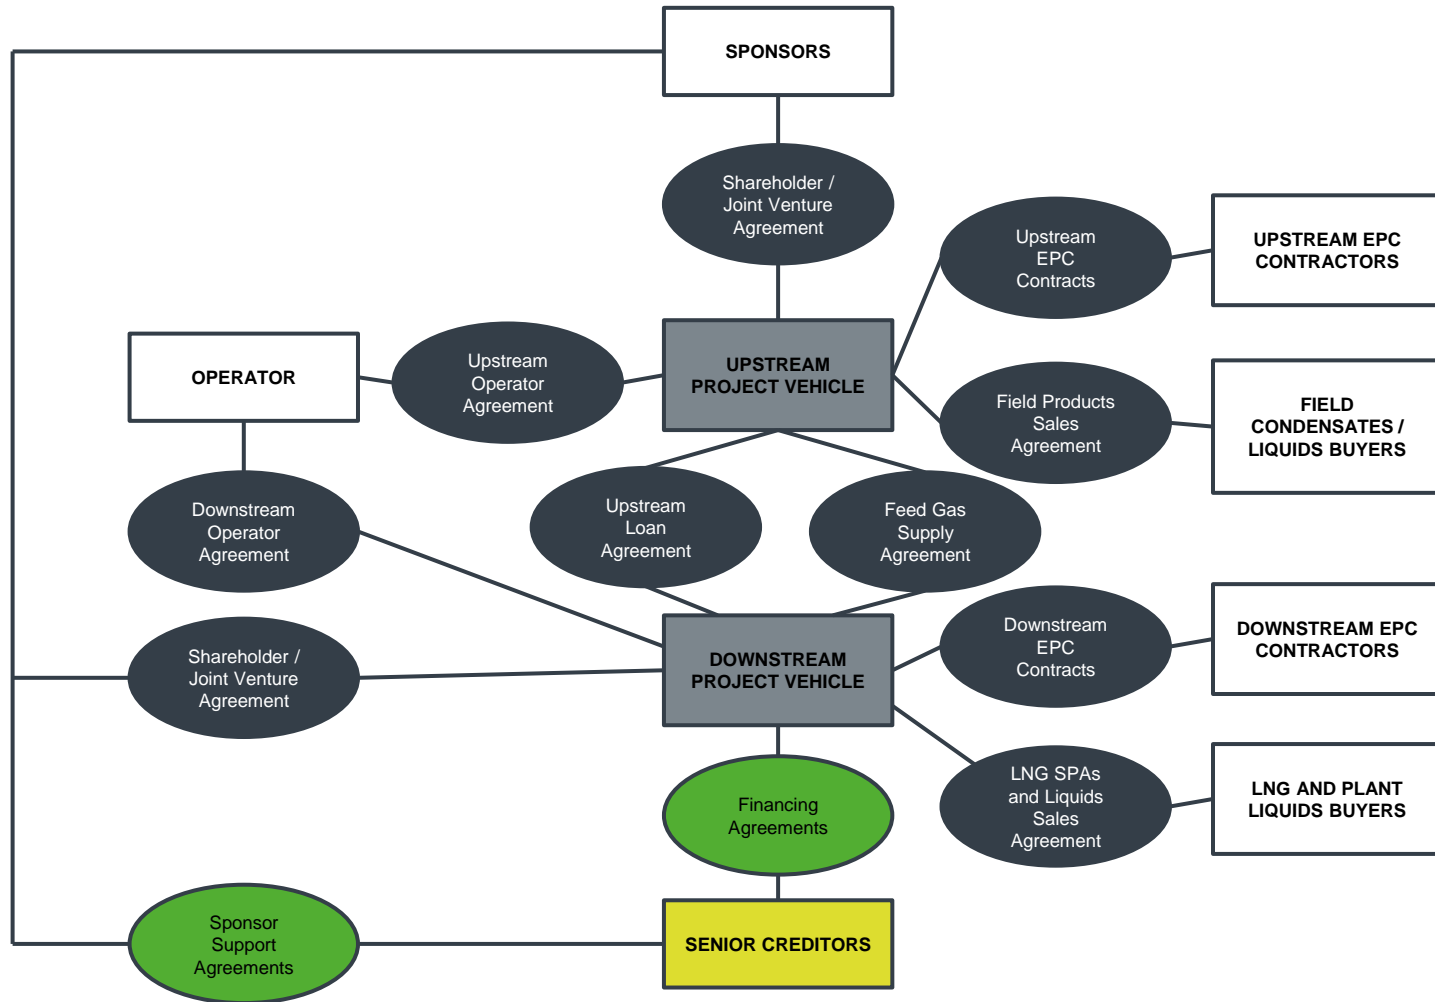 SPONSORS
Shareholder /
Joint Venture
Agreement
Upstream
EPC
Contracts
UPSTREAM EPC
CONTRACTORS
OPERATOR
Upstream
Operator
Agreement
UPSTREAM
PROJECT VEHICLE
Field Products
Sales
Agreement
FIELD
CONDENSATES /
LIQUIDS BUYERS
Downstream
Operator
Agreement
Upstream
Loan
Agreement
Feed Gas
Supply
Agreement
Shareholder /
Joint Venture
Agreement
DOWNSTREAM
PROJECT VEHICLE
Downstream
EPC
Contracts
DOWNSTREAM EPC
CONTRACTORS
Financing
Agreements
LNG SPAs
and Liquids
Sales
Agreement
LNG AND PLANT
LIQUIDS BUYERS
Sponsor
Support
Agreements
SENIOR CREDITORS